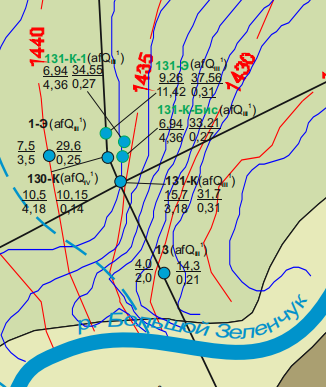 1440
1435
1430
131-К-1(afQIII¹)
6,94 34,55
4,36 0,27
131-Э(afQIII¹)
9,26 37,56
11,42 0,31
131-К-Бис(afQIII¹)
6,94 33,21
4,36 0,27
1-Э(afQIII¹)
7,5 29,6
3,5 0,25
130-К(afQIV¹)
10,5 10,15
4,18 0,14
131-К(afQIII¹)
15,7 31,7
3,18 0,31
13(afQIII¹)
4,0 14,3
2,0 0,21
р. Большой Зеленчук